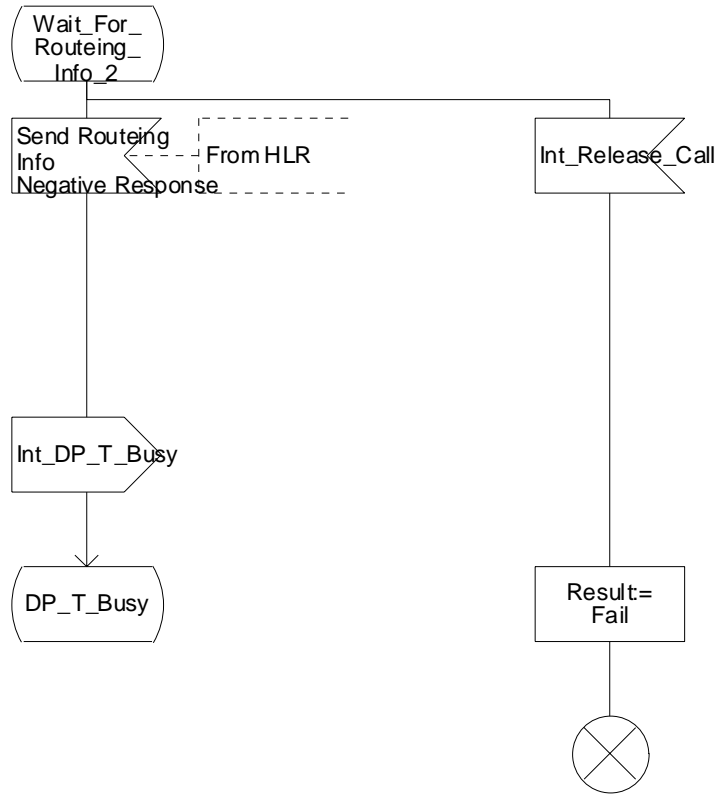 Wait_For_
Routeing_
Info_2
Send Routeing
Info
Negative Response
From HLR
Int_Release_Call
Int_DP_T_Busy
DP_T_Busy
Result:=
Fail